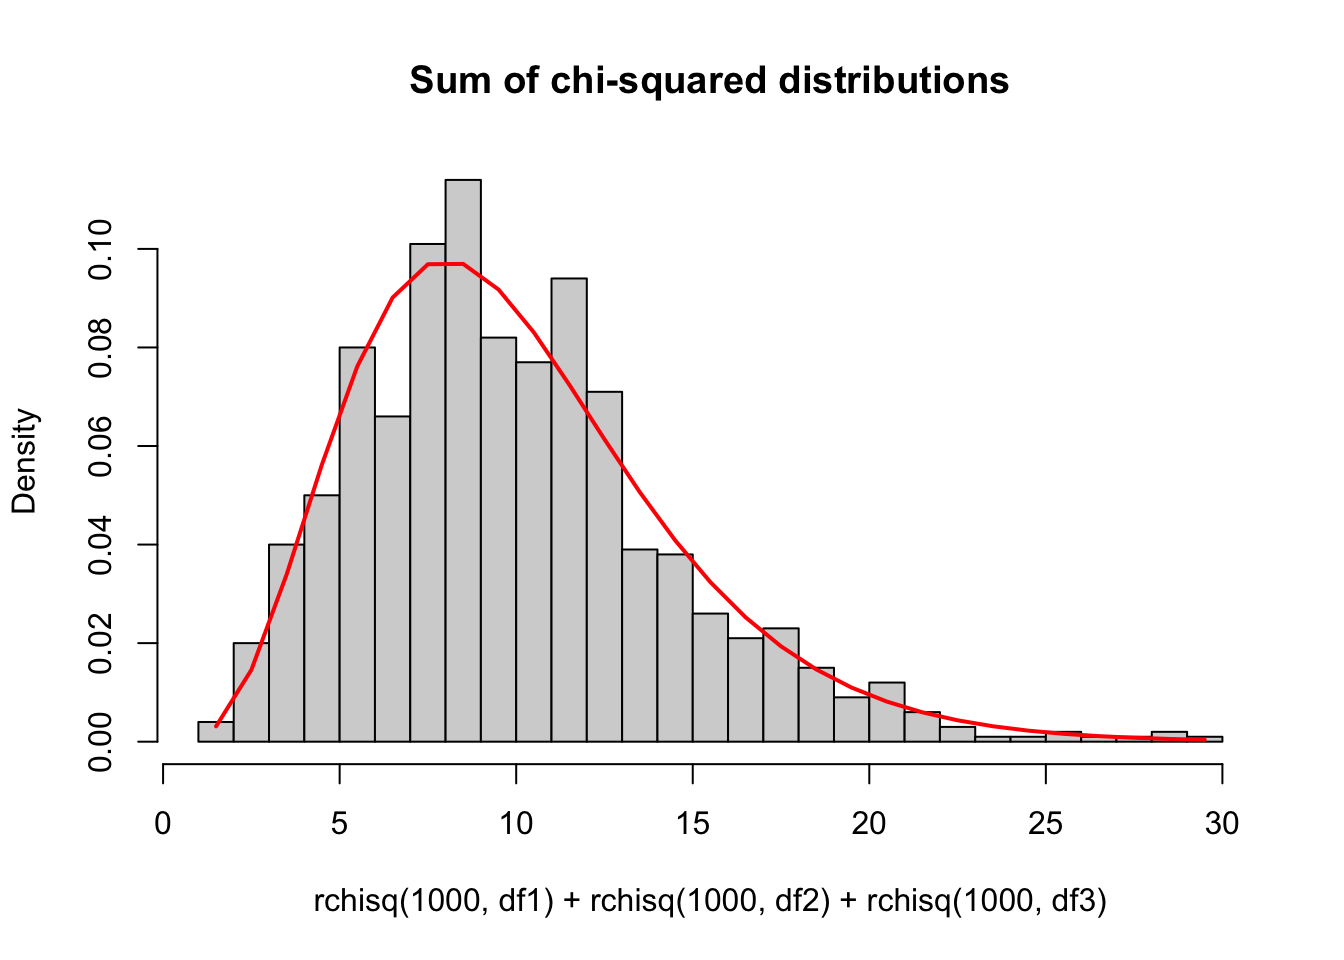 Sum of chi-squared distributions
Density
0.10
0.08
0.06
0.04
0.02
0.00
0 5 10 15 20 25 30
rchisq(1000, df1) + rchisq(1000, df2) + rchisq(1000, df3)